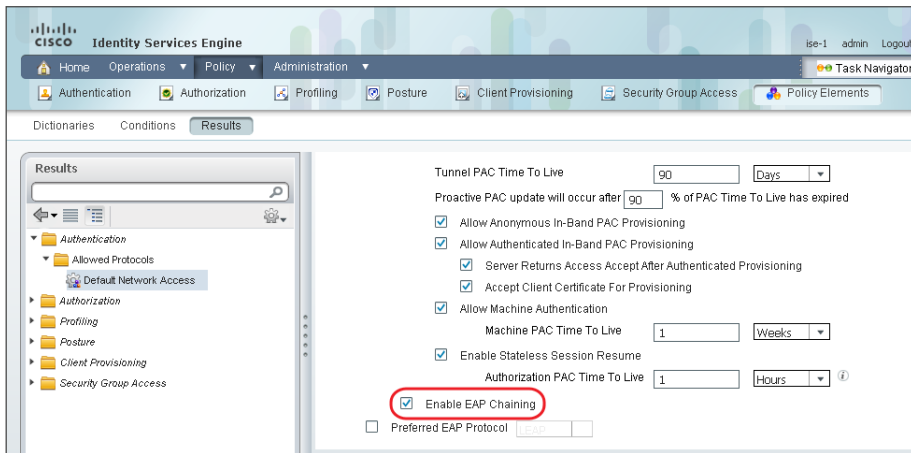 CISCO Identity Services Engine
ise-1 admin Logout
Home Operations Policy Administration
Task Navigator
Authentication Authorization Profiling Posture Client Provisioning Security Group Access Policy Elements
Dictionaries Conditions Results
Results
Authentication
Allowed Protocols
Default Network Access
Authorization
Profiling
Posture
Client Provisioning
Security Group Access
Tunnel PAC Time To Live 90 Days
Proactive PAC update will occur after 90 % of PAC Time To Live has expired
Allow Anonymous In-Band PAC Provisioning
Allow Authenticated In-Band PAC Provisioning
Server Returns Access Accept After Authenticated Provisioning
Accept Client Certificate For Provisioning
Allow Machine Authentication
Machine PAC Time To Live 1 Weeks
Enable Stateless Session Resume
Authorization PAC Time To Live 1 Hours
Enable EAP Chaining
Preferred EAP Protocol LEAP